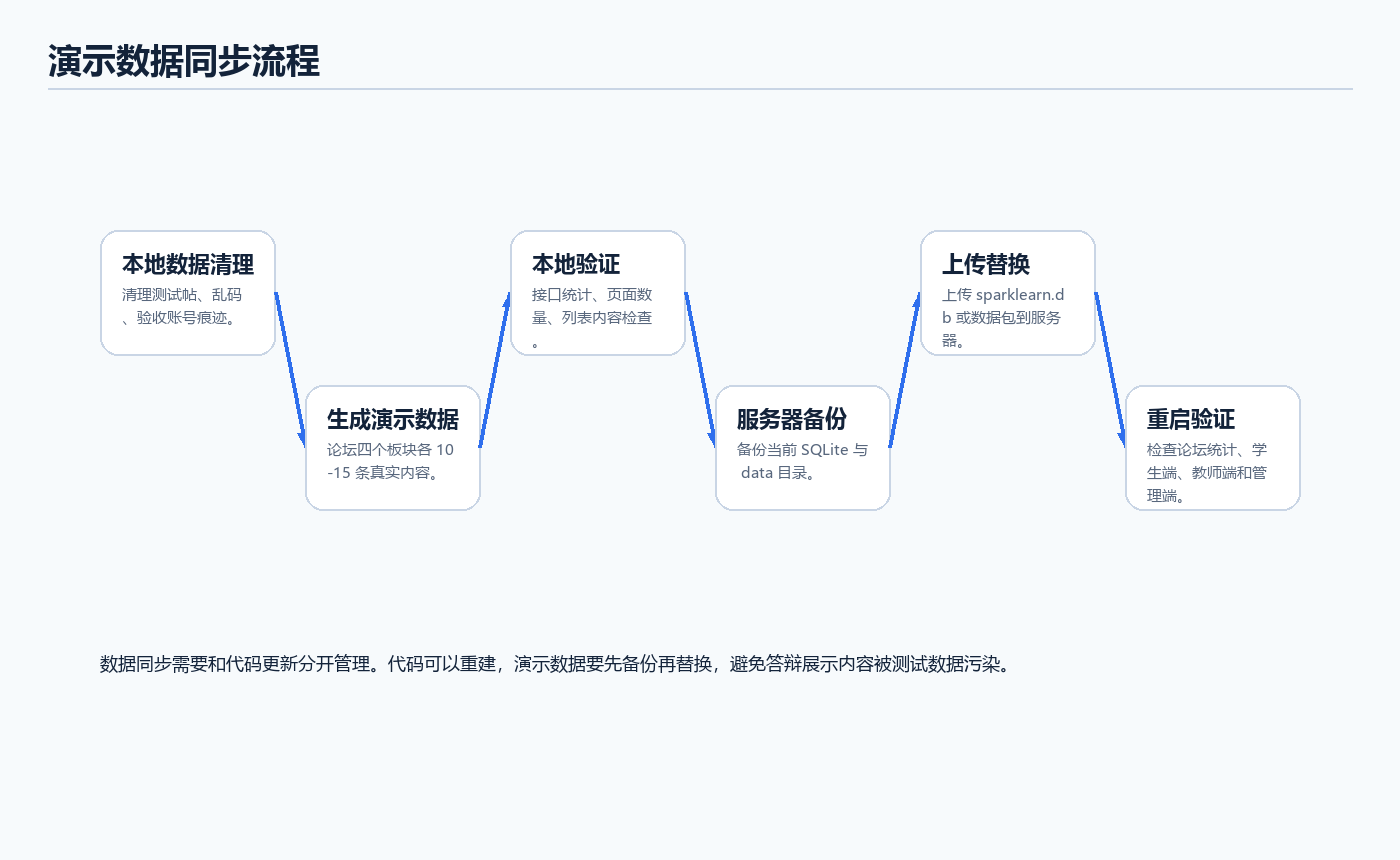 演示数据同步流程
本地数据清理
清理测试帖、乱码
、验收账号痕迹。
生成演示数据
论坛四个板块各 10
-15 条真实内容。
本地验证
接口统计、页面数
量、列表内容检查
。
服务器备份
备份当前 SQLite 与
data 目录。
上传替换
上传 sparklearn.d
b 或数据包到服务
器。
重启验证
检查论坛统计、学
生端、教师端和管
理端。
数据同步需要和代码更新分开管理。代码可以重建，演示数据要先备份再替换，避免答辩展示内容被测试数据污染。